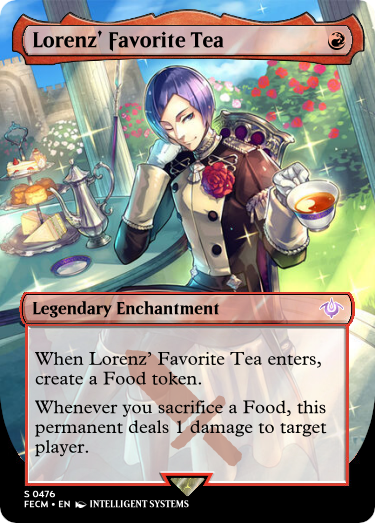 Lorenz’ Favorite Tea
Legendary Enchantment
When Lorenz’ Favorite Tea enters,
create a Food token.
Whenever you sacrifice a Food, this
permanent deals 1 damage to target
player.
S 0476
FECM • EN INTELLIGENT SYSTEMS